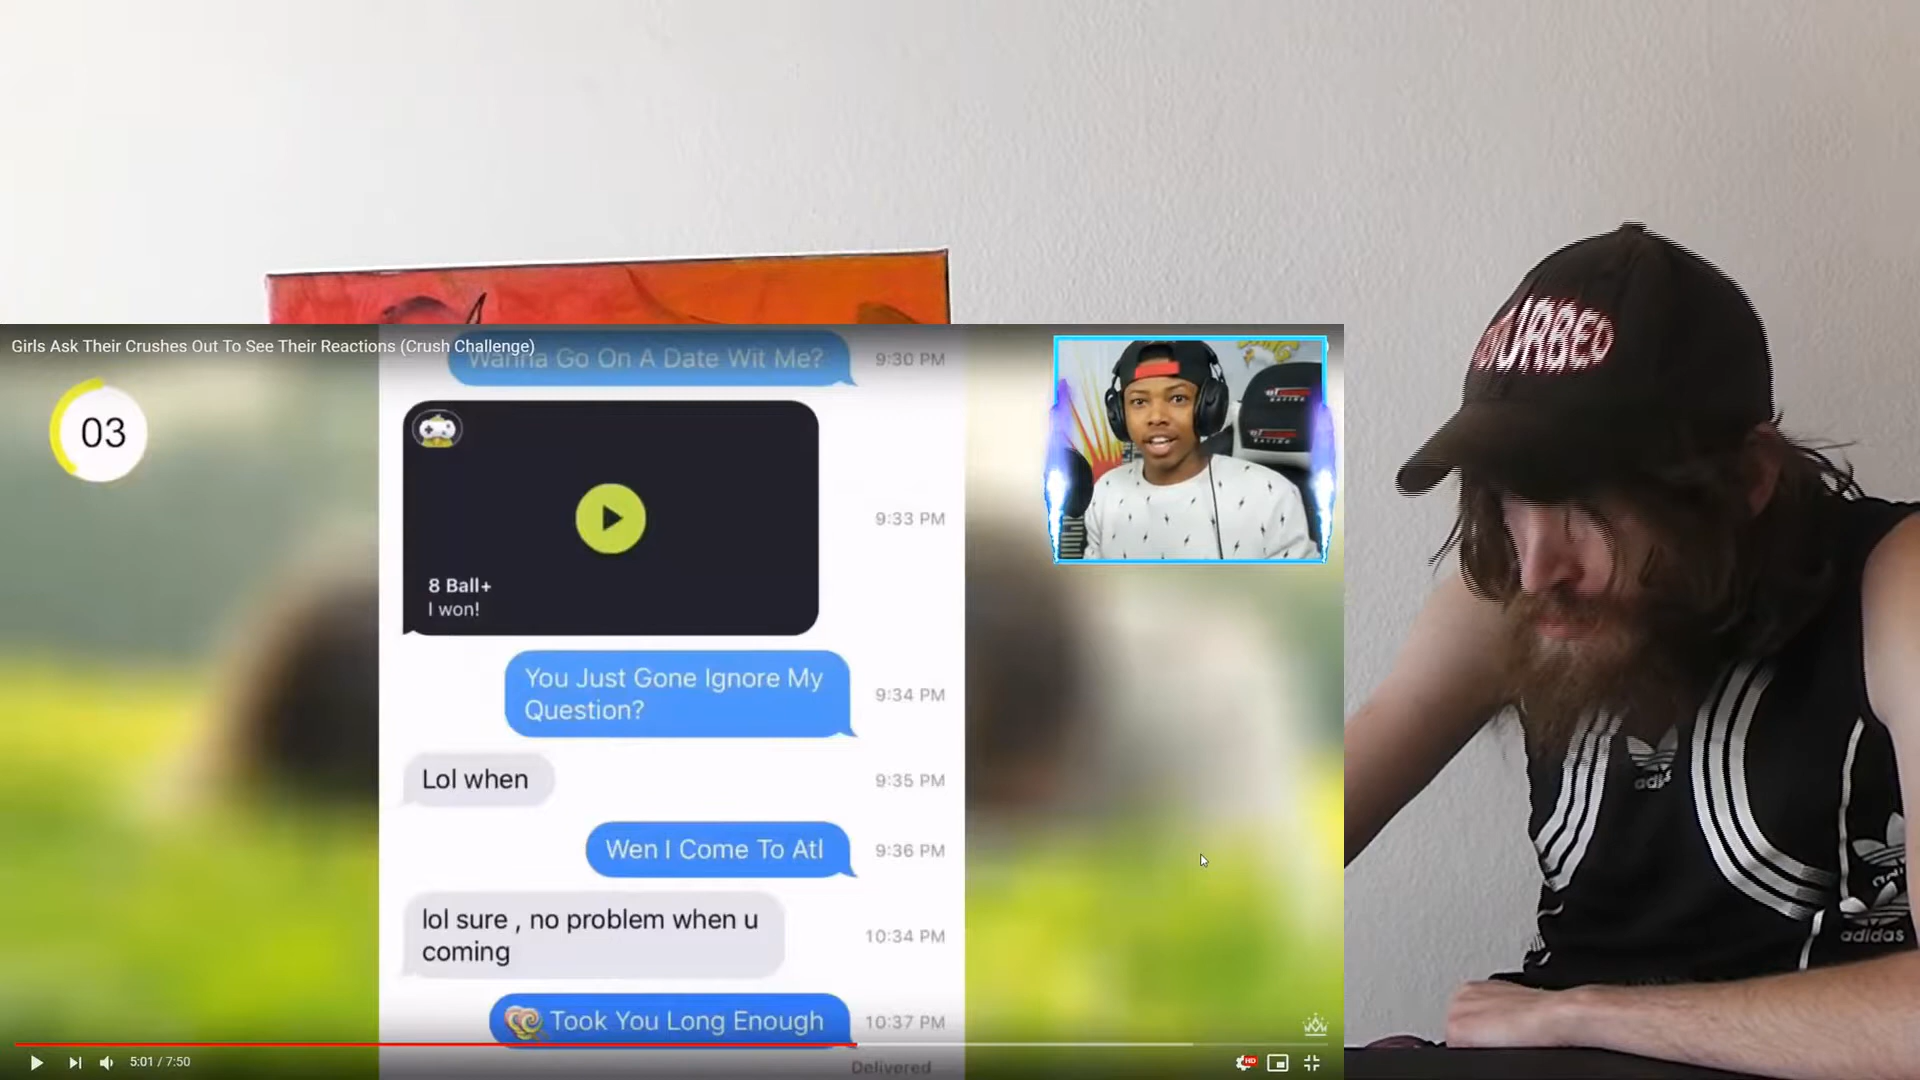 Girls Ask Their Crushes Out To See Their Reactions (Crush Challenge)
Wanna Go On A Date Wit Me?
9:30 PM
03
9:33 PM
8 Ball+
I won!
You Just Gone Ignore My
Question?
9:34 PM
Lol when
9:35 PM
Wen I Come To Atl
9:36 PM
lol sure , no problem when u
coming
10:34 PM
Took You Long Enough
10:37 PM
Delivered
5:01 / 7:50
HD
adidas
adidas